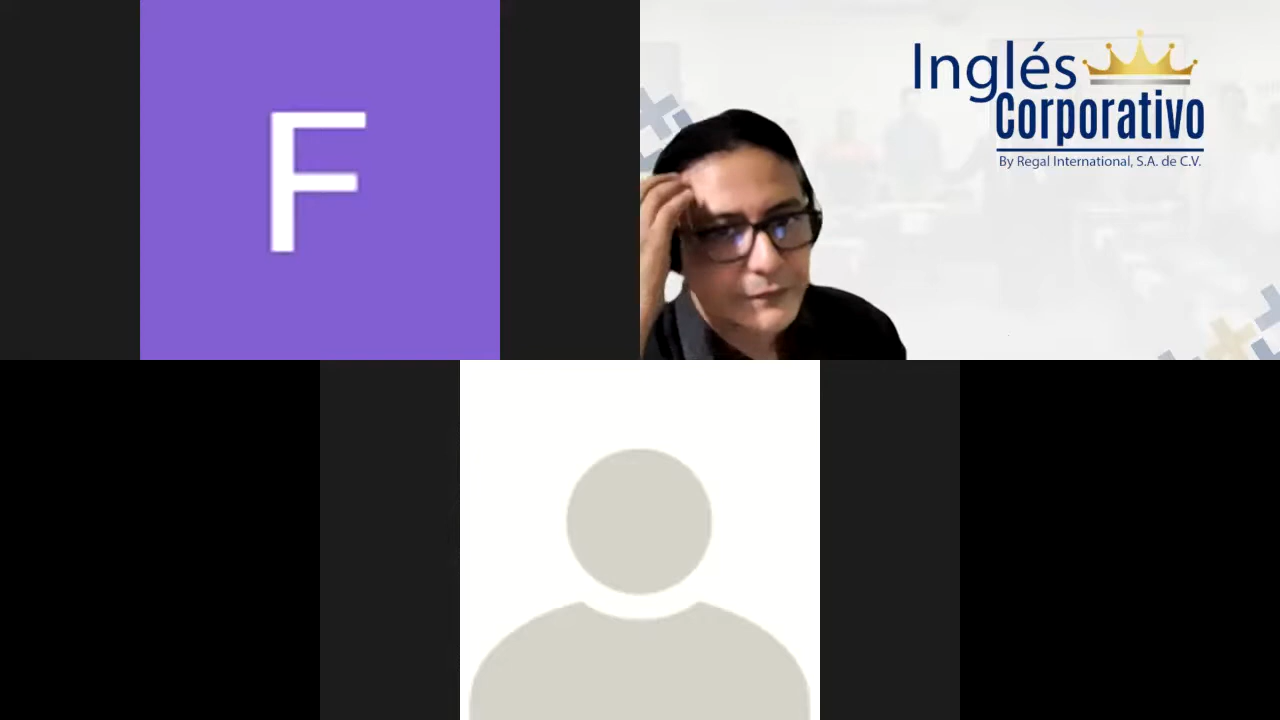 F
Inglés
Corporativo
By Regal International, S.A. de C.V.